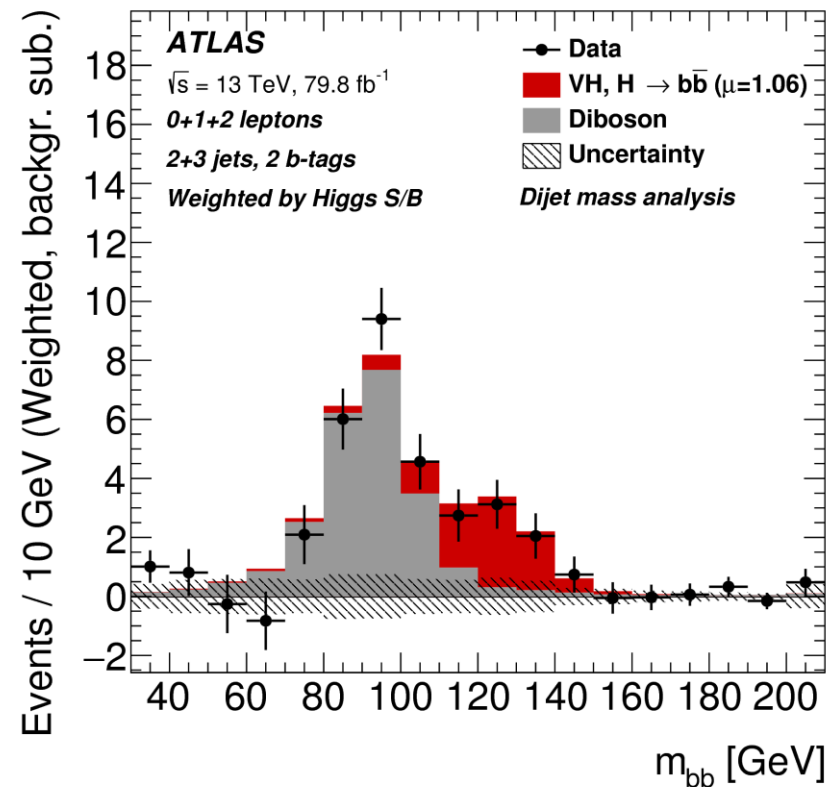 ATLAS
√s = 13 TeV, 79.8 fb⁻¹
0+1+2 leptons
2+3 jets, 2 b-tags
Weighted by Higgs S/B
Data
VH, H → bb̅ (μ=1.06)
Diboson
Uncertainty
Dijet mass analysis
Events / 10 GeV (Weighted, backgr. sub.)
18
16
14
12
10
8
6
4
2
0
−2
40 60 80 100 120 140 160 180 200
m_bb [GeV]